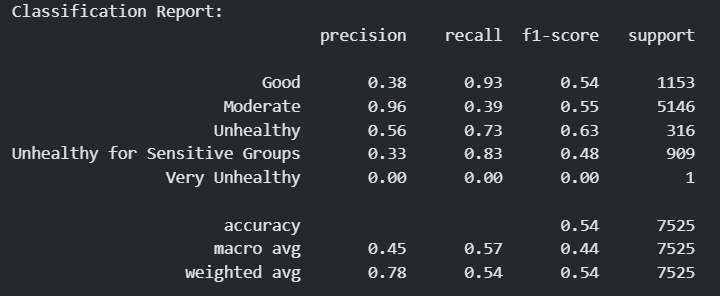 Classification Report:
precision recall f1-score support
Good 0.38 0.93 0.54 1153
Moderate 0.96 0.39 0.55 5146
Unhealthy 0.56 0.73 0.63 316
Unhealthy for Sensitive Groups 0.33 0.83 0.48 909
Very Unhealthy 0.00 0.00 0.00 1
accuracy 0.54 7525
macro avg 0.45 0.57 0.44 7525
weighted avg 0.78 0.54 0.54 7525